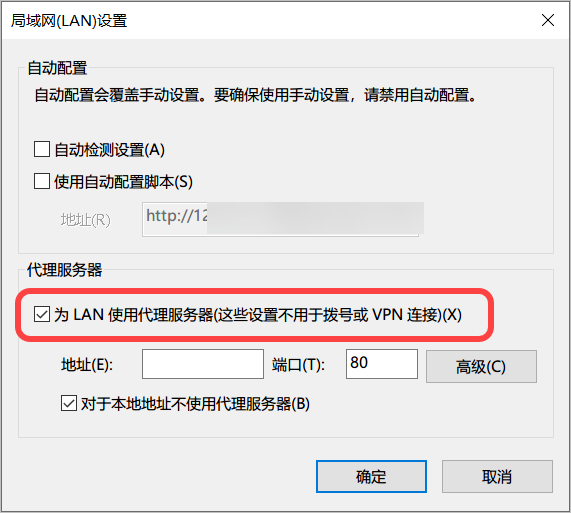 局域网(LAN)设置
自动配置
自动配置会覆盖手动设置。要确保使用手动设置，请禁用自动配置。
自动检测设置(A)
使用自动配置脚本(S)
地址(R) http://12
代理服务器
为 LAN 使用代理服务器(这些设置不用于拨号或 VPN 连接)(X)
地址(E): 端口(T): 80 高级(C)
对于本地地址不使用代理服务器(B)
确定 取消